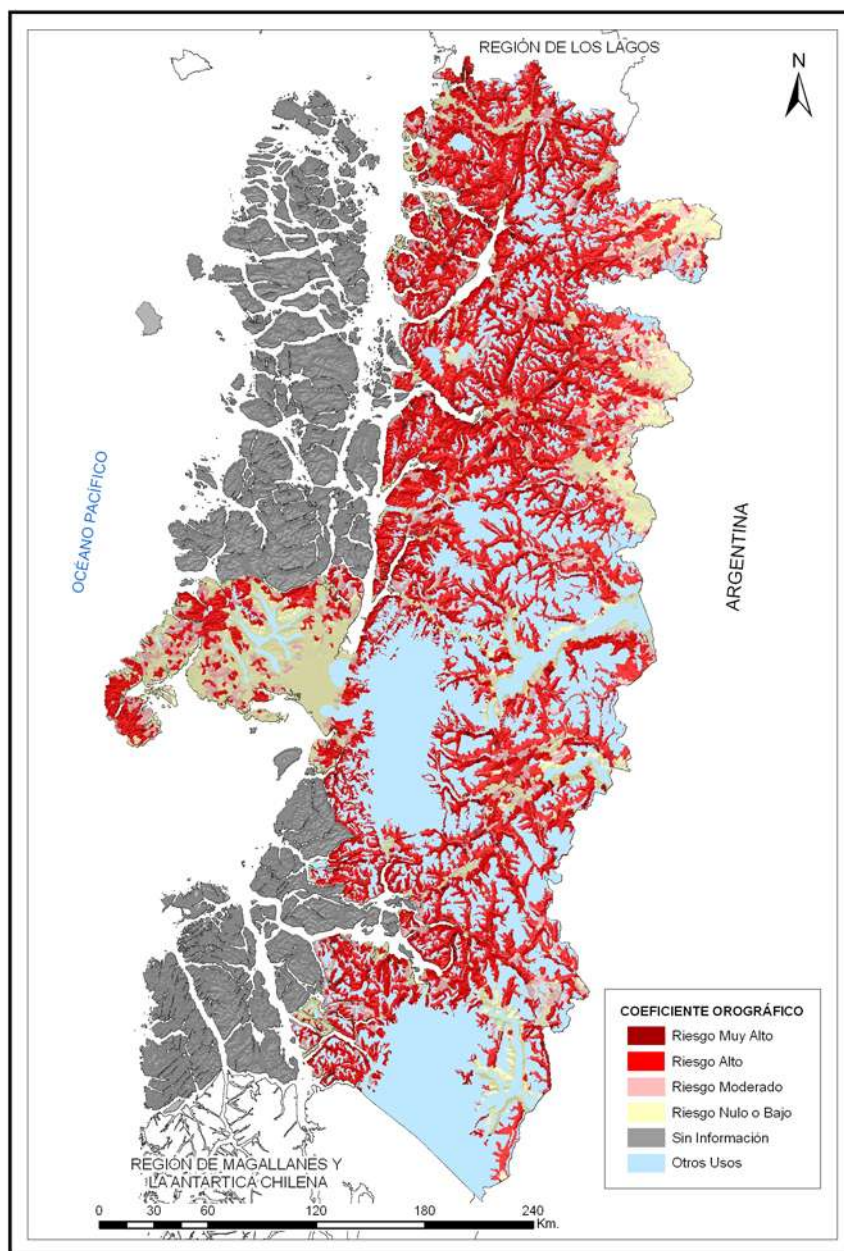 REGIÓN DE LOS LAGOS
N
OCÉANO PACÍFICO
ARGENTINA
COEFICIENTE OROGRÁFICO
Riesgo Muy Alto
Riesgo Alto
Riesgo Moderado
Riesgo Nulo o Bajo
Sin Información
Otros Usos
REGIÓN DE MAGALLANES Y
LA ANTÁRTICA CHILENA
0 30 60 120 180 240
Km.